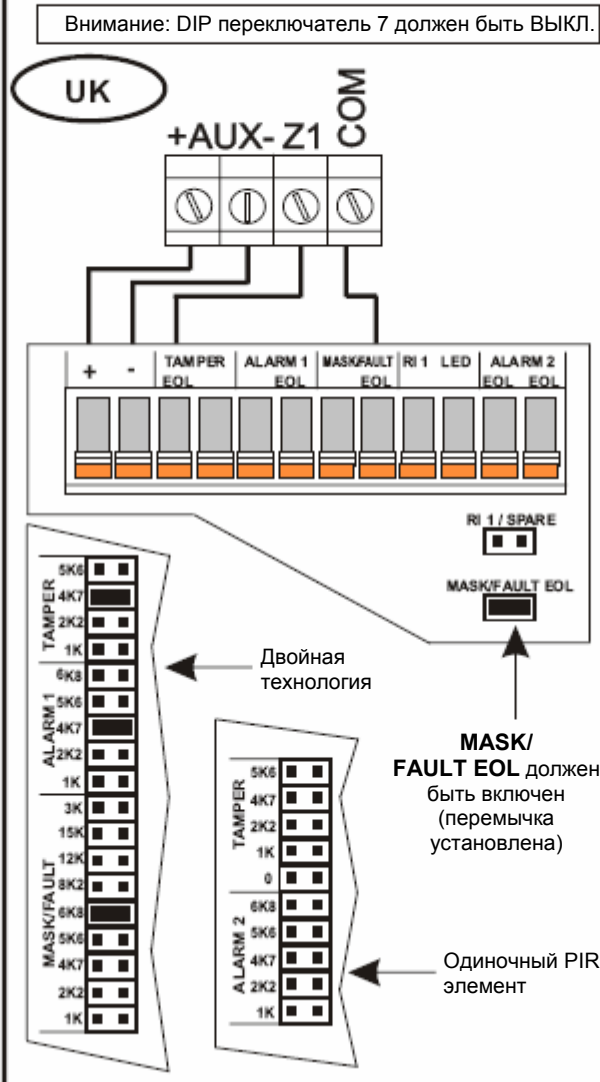 Внимание: DIP переключатель 7 должен быть ВЫКЛ.
UK
+AUX- Z1 COM
+ - TAMPER ALARM 1 MASK/FAULT RI 1 LED ALARM 2
EOL EOL EOL EOL EOL
RI 1 / SPARE
MASK/FAULT EOL
TAMPER
5K6
4K7
2K2
1K
ALARM 1
6K8
5K6
4K7
2K2
1K
MASK/FAULT
3K
15K
12K
8K2
6K8
5K6
4K7
2K2
1K
Двойная
технология
MASK/
FAULT EOL должен
быть включен
(перемычка
установлена)
TAMPER
5K6
4K7
2K2
1K
0
ALARM 2
6K8
5K6
4K7
2K2
1K
Одиночный PIR
элемент